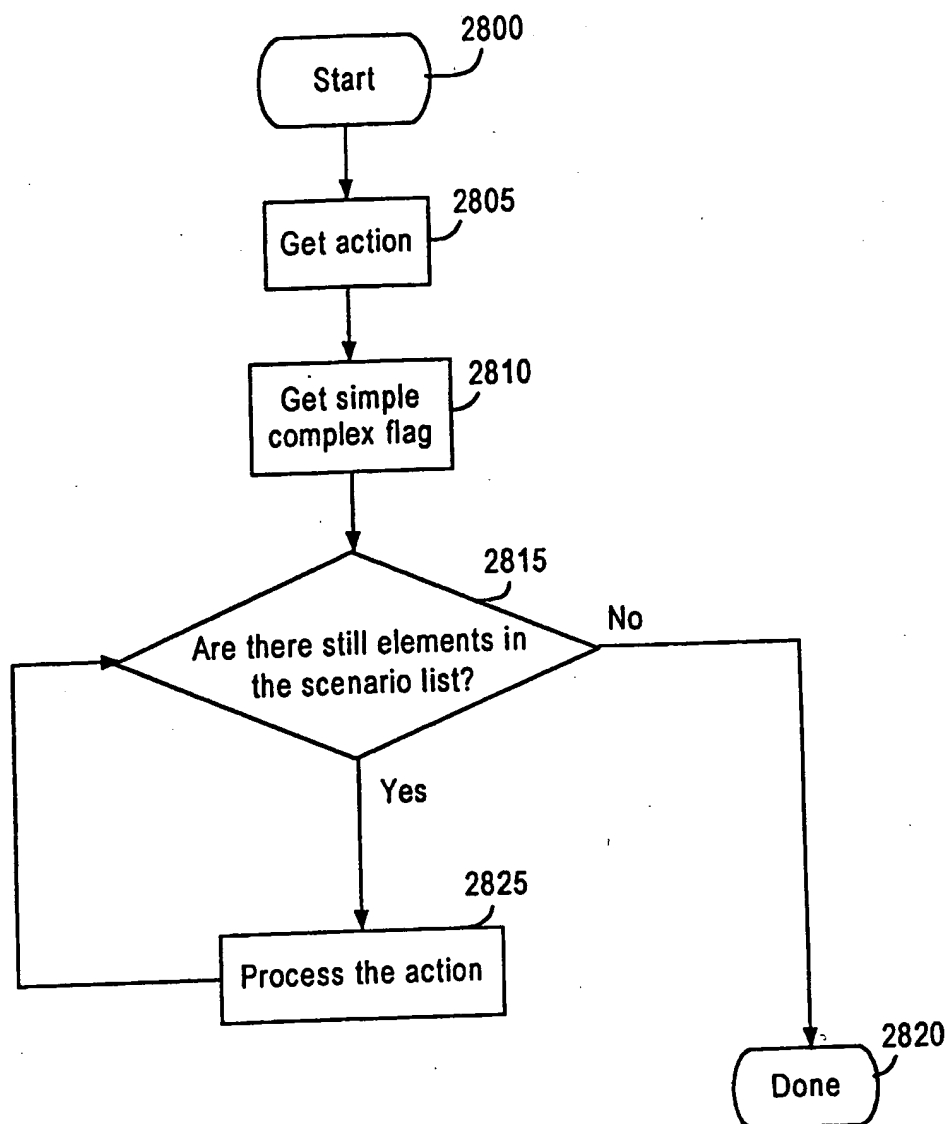 2800
Start
2805
Get action
2810
Get simple
complex flag
2815
Are there still elements in
the scenario list?
No
Yes
2825
Process the action
2820
Done